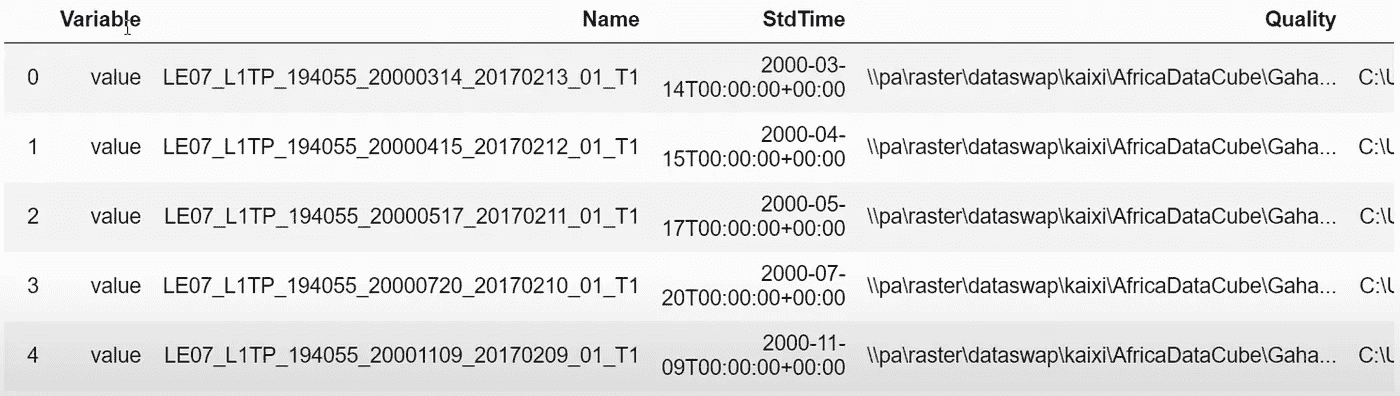 Variable Name StdTime Quality
0 value LE07_L1TP_194055_20000314_20170213_01_T1 2000-03-
14T00:00:00+00:00 \\pa\raster\dataswap\kaixi\AfricaDataCube\Gaha... C:\U
1 value LE07_L1TP_194055_20000415_20170212_01_T1 2000-04-
15T00:00:00+00:00 \\pa\raster\dataswap\kaixi\AfricaDataCube\Gaha... C:\U
2 value LE07_L1TP_194055_20000517_20170211_01_T1 2000-05-
17T00:00:00+00:00 \\pa\raster\dataswap\kaixi\AfricaDataCube\Gaha... C:\U
3 value LE07_L1TP_194055_20000720_20170210_01_T1 2000-07-
20T00:00:00+00:00 \\pa\raster\dataswap\kaixi\AfricaDataCube\Gaha... C:\U
4 value LE07_L1TP_194055_20001109_20170209_01_T1 2000-11-
09T00:00:00+00:00 \\pa\raster\dataswap\kaixi\AfricaDataCube\Gaha... C:\U